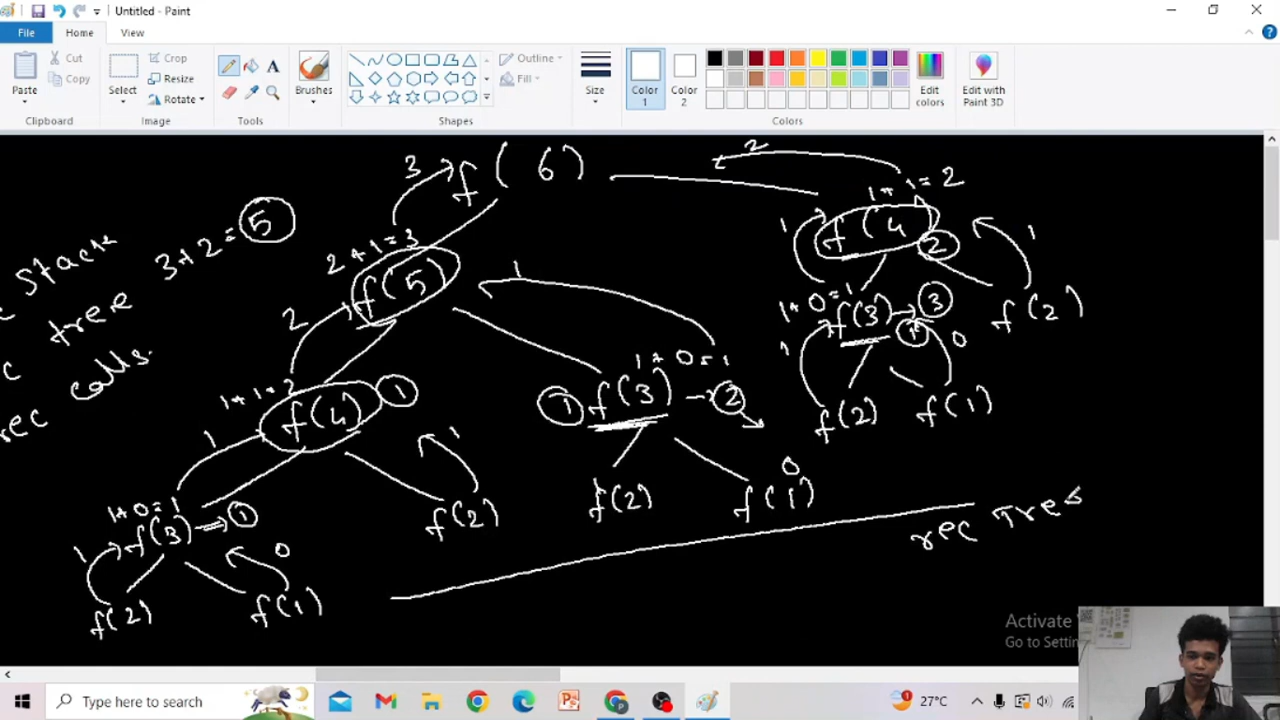 Untitled - Paint
File Home View
Cut
Copy
Paste
Clipboard
Select
Crop
Resize
Rotate
Image
Tools
Brushes
Outline
Fill
Shapes
Size
Color 1
Color 2
Colors
Edit colors
Edit with Paint 3D
f(6)
3
2
1+1=2
3+2=5
stack
rec tree
rec calls.
2+1=3
f(5)
1
2
f(4) 2
1
1
f(2)
1+0=1
f(3) → 3
1
1
0
f(2)
f(1)
1+1=2
f(4) 1
1
1
f(2)
1+0=1
1 f(3) → 2
f(2)
0
f(1)
1+0=1
f(3) → 1
1
0
f(2)
f(1)
rec Tree
Activate
Go to Settin
Type here to search
27°C